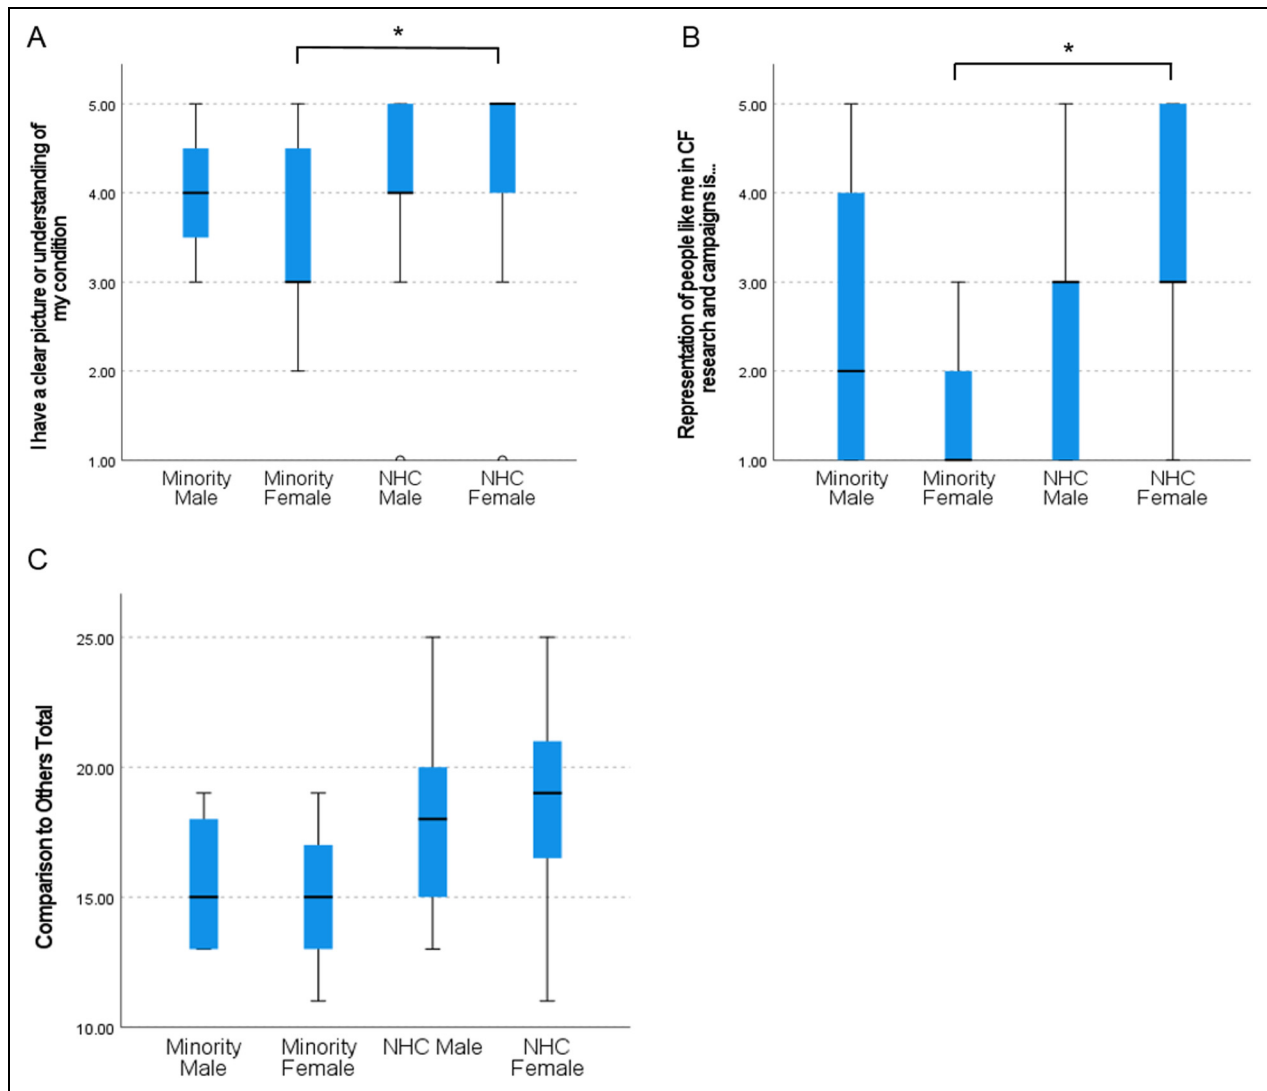 A
*
I have a clear picture or understanding of
my condition
5.00
4.00
3.00
2.00
1.00
Minority
Male
Minority
Female
NHC
Male
NHC
Female
B
*
Representation of people like me in CF
research and campaigns is...
5.00
4.00
3.00
2.00
1.00
Minority
Male
Minority
Female
NHC
Male
NHC
Female
C
Comparison to Others Total
25.00
20.00
15.00
10.00
Minority
Male
Minority
Female
NHC Male
NHC
Female